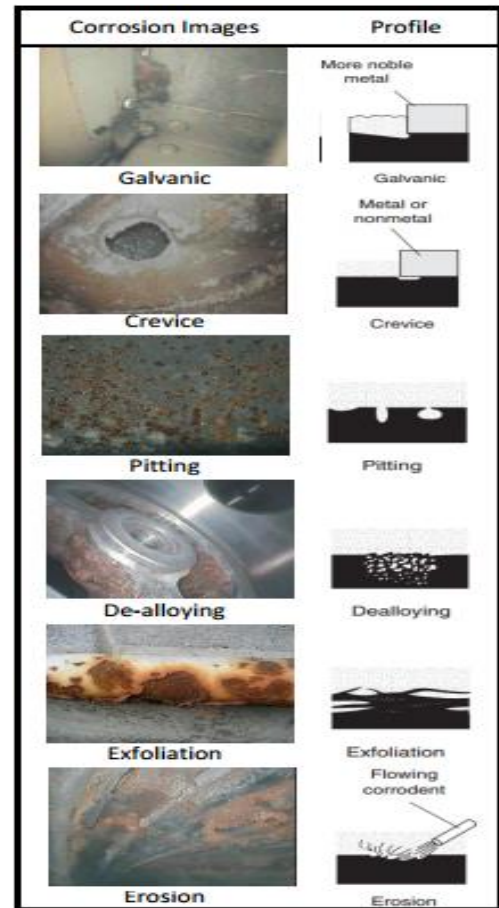 Corrosion Images Profile
More noble
metal
Galvanic Galvanic
Metal or
nonmetal
Crevice Crevice
Pitting Pitting
De-alloying Dealloying
Exfoliation Exfoliation
Flowing
corrodent
Erosion Erosion